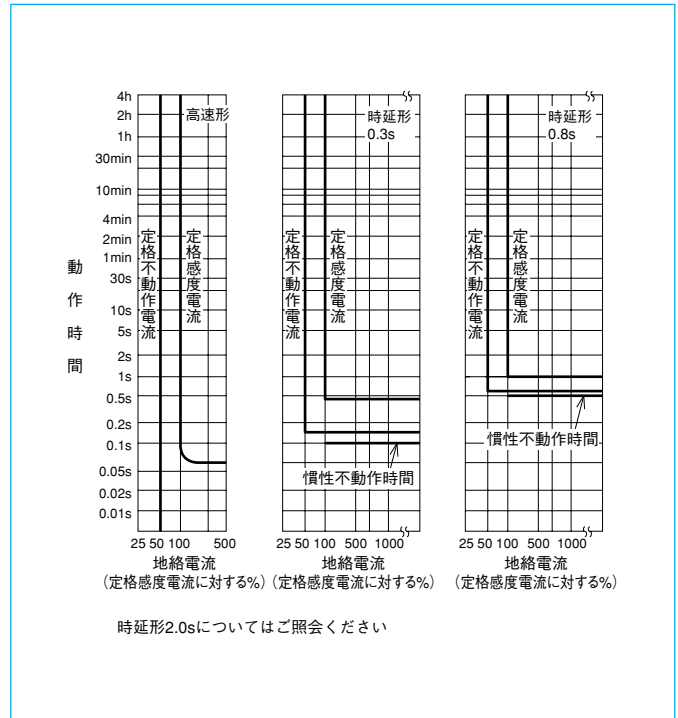 高速形
時延形
0.3s
時延形
0.8s
4h
2h
1h
30min
10min
4min
2min
1min
30s
10s
5s
2s
1s
0.5s
0.2s
0.1s
0.05s
0.02s
0.01s
動作時間
定格不動作電流
定格感度電流
定格不動作電流
定格感度電流
定格不動作電流
定格感度電流
慣性不動作時間
慣性不動作時間
25 50 100 500
25 50 100 500 1000
25 50 100 500 1000
地絡電流
(定格感度電流に対する%)
地絡電流
(定格感度電流に対する%)
地絡電流
(定格感度電流に対する%)
時延形2.0sについてはご照会ください